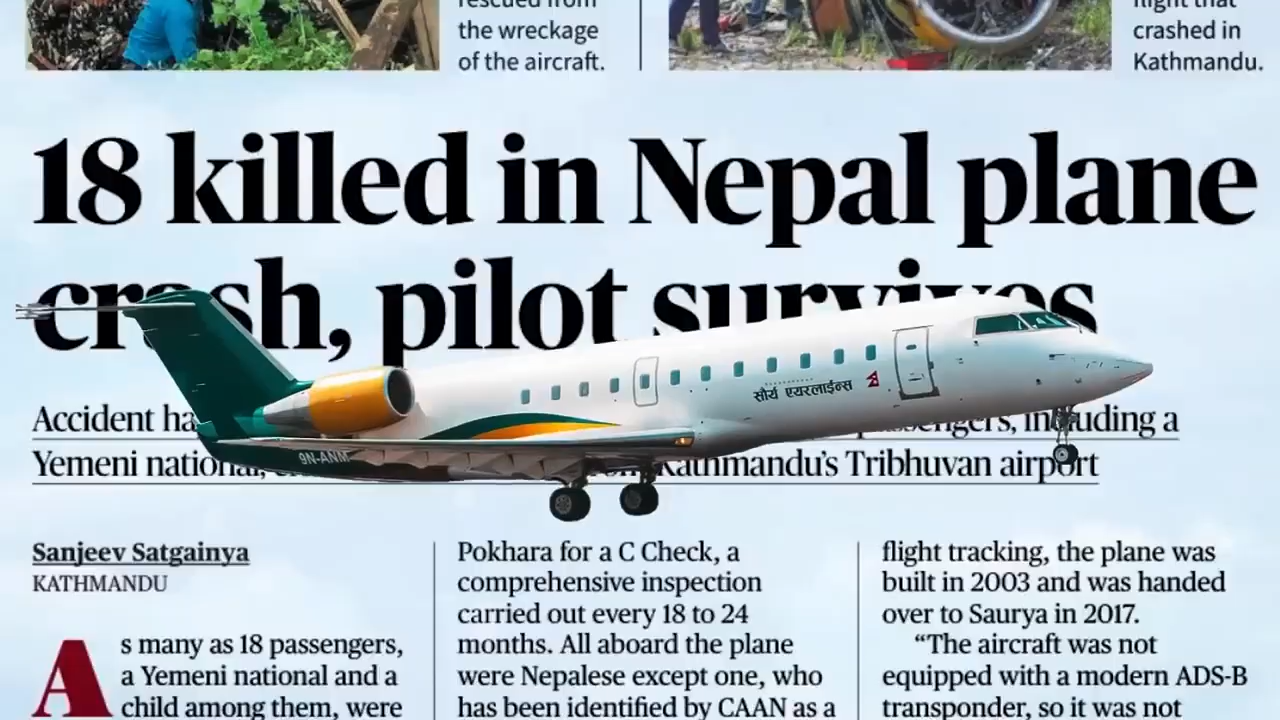 rescued from
the wreckage
of the aircraft.
flight that
crashed in
Kathmandu.
18 killed in Nepal plane
crash, pilot survives
Accident ha passengers, including a
Yemeni national, Kathmandu's Tribhuvan airport
सौर्य एयरलाईन्स
9N-ANM
Sanjeev Satgainya
KATHMANDU
As many as 18 passengers,
a Yemeni national and a
child among them, were
Pokhara for a C Check, a
comprehensive inspection
carried out every 18 to 24
months. All aboard the plane
were Nepalese except one, who
has been identified by CAAN as a
flight tracking, the plane was
built in 2003 and was handed
over to Saurya in 2017.
“The aircraft was not
equipped with a modern ADS-B
transponder, so it was not